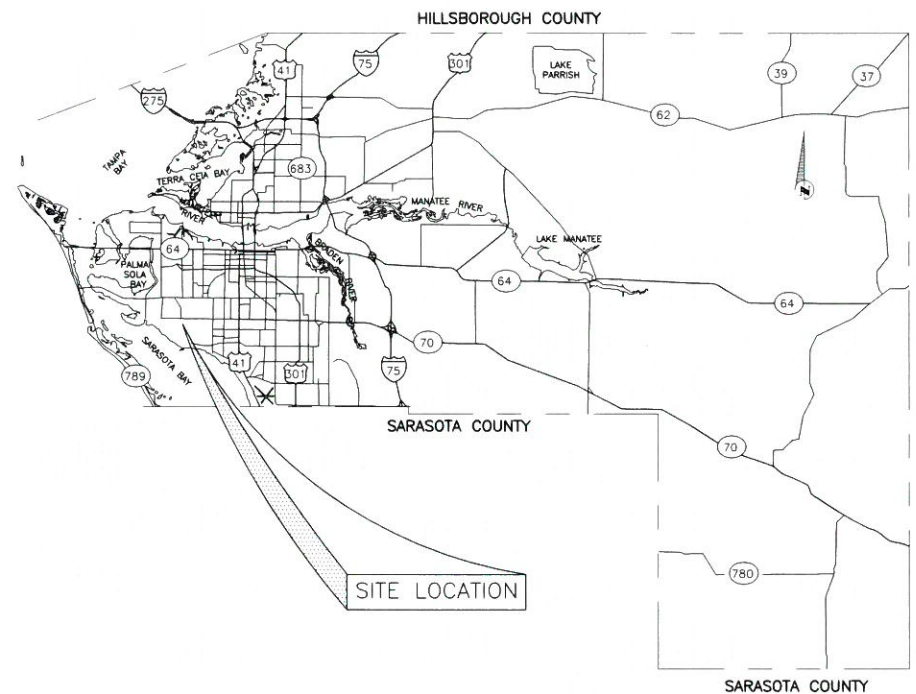 HILLSBOROUGH COUNTY
41
75
301
LAKE
PARRISH
39
37
275
62
TAMPA
BAY
TERRA CEIA BAY
683
RIVER
MANATEE RIVER
64
BRADEN
RIVER
LAKE MANATEE
PALMA
SOLA
BAY
64
64
SARASOTA BAY
70
789
41
301
75
SARASOTA COUNTY
70
SITE LOCATION
780
SARASOTA COUNTY